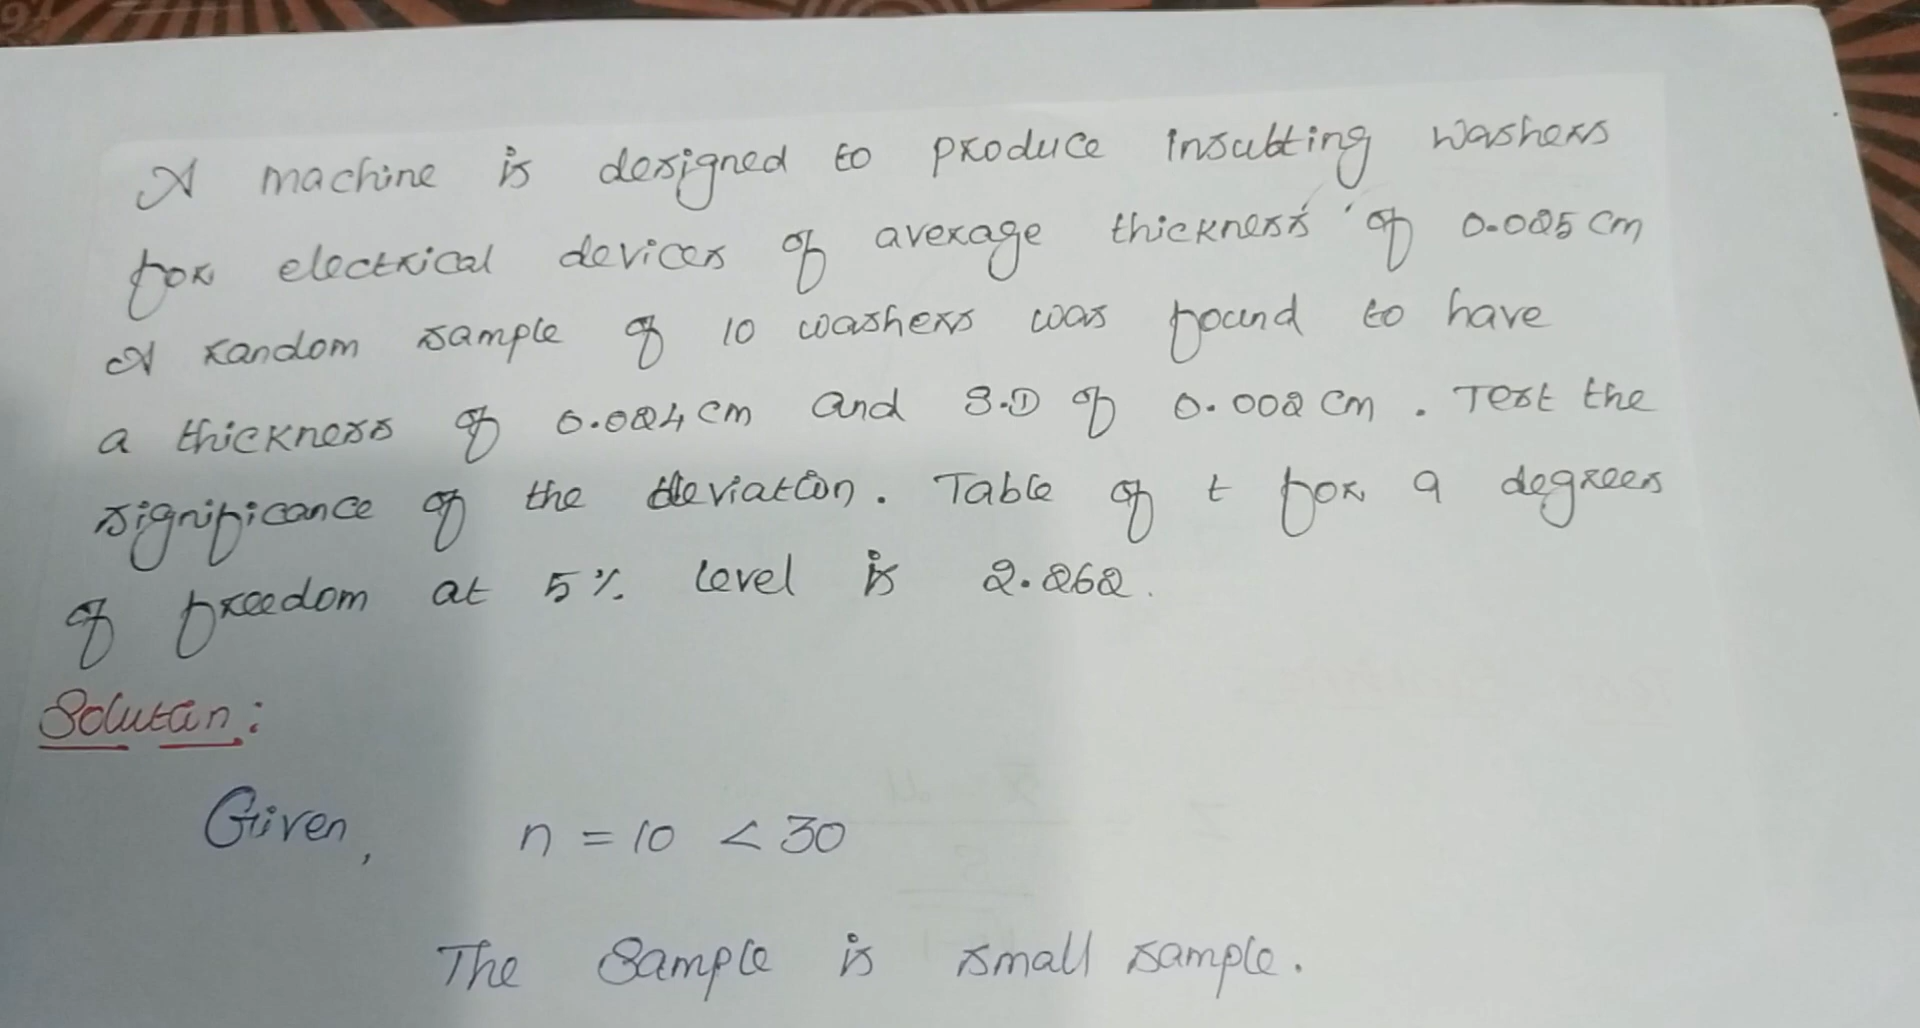 A machine is designed to produce insulting washers
for electrical devices of average thickness of 0.025 cm
A random sample of 10 washers was found to have
a thickness of 0.024 cm and S.D of 0.002 cm . Test the
significance of the deviation. Table of t for 9 degrees
of freedom at 5 % level is 2.262.
Solution:
Given, n = 10 < 30
The Sample is small sample.